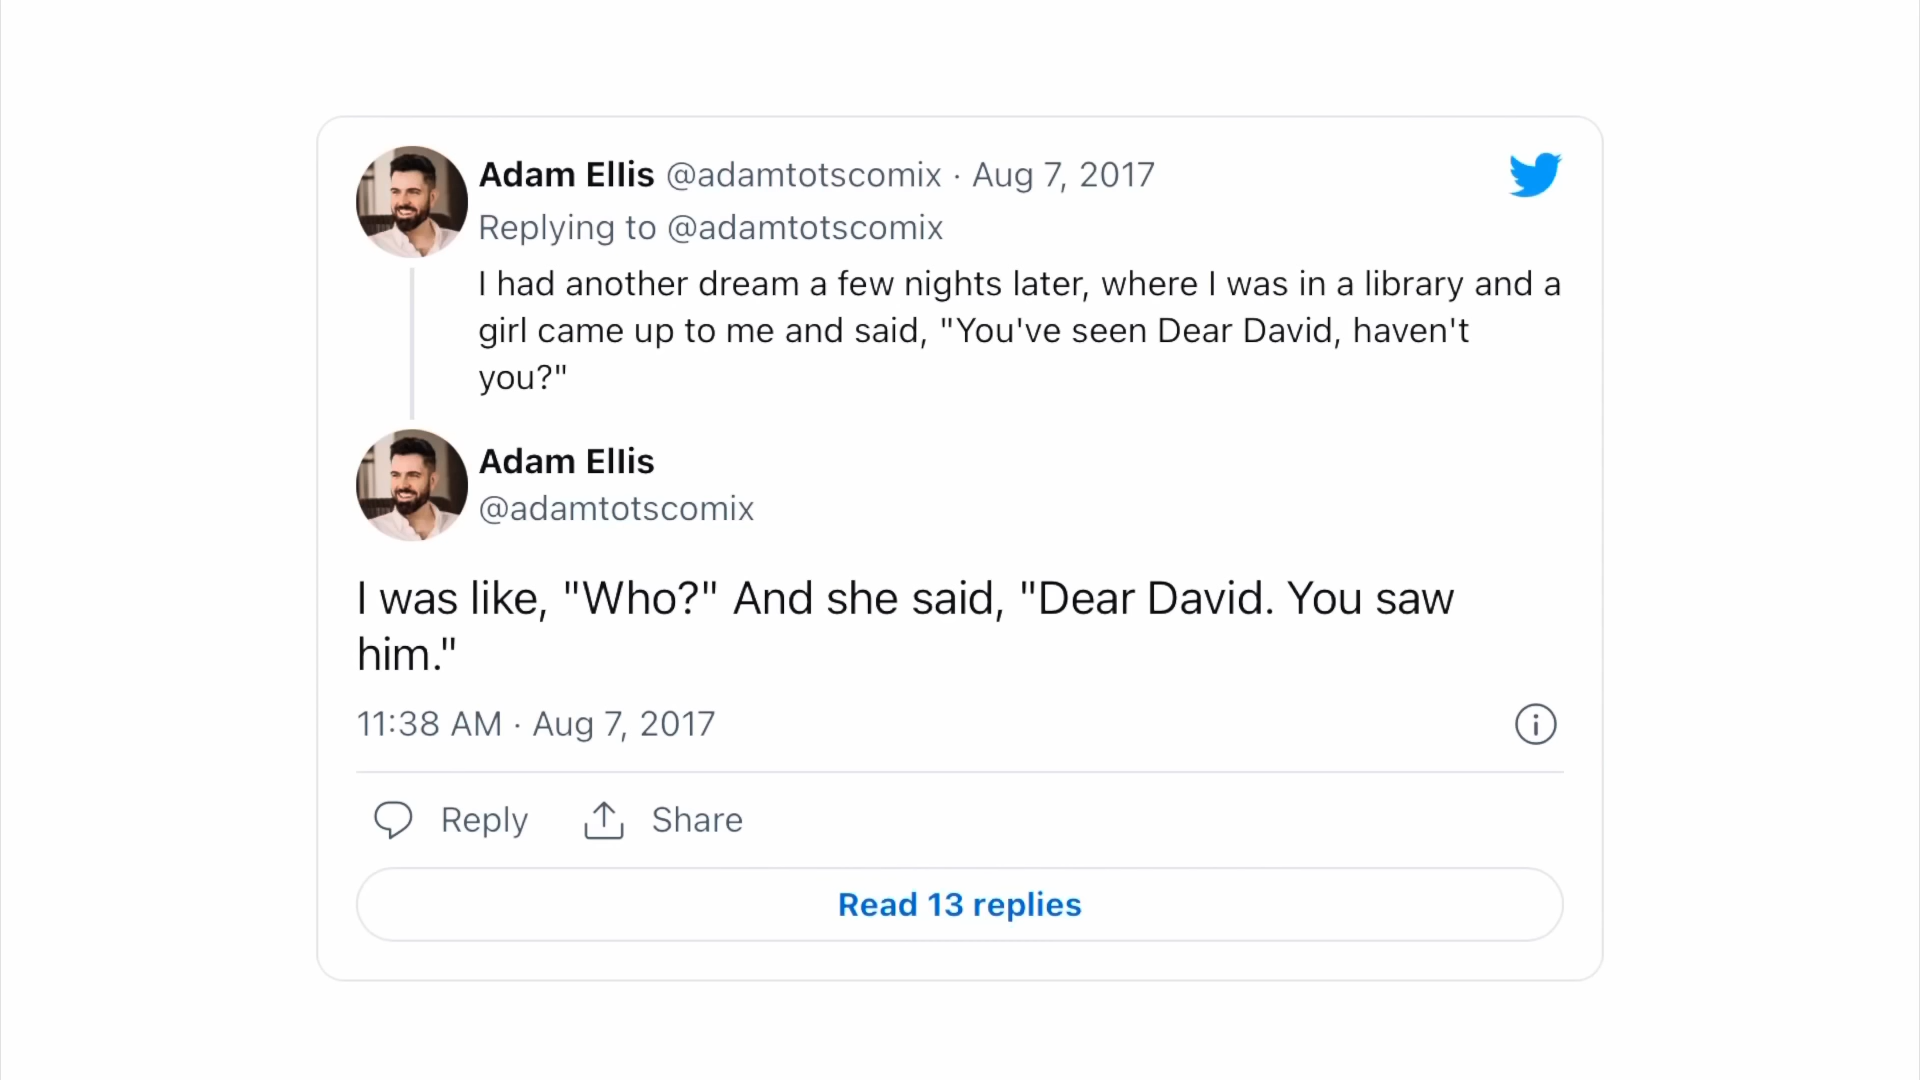 Adam Ellis @adamtotscomix · Aug 7, 2017
Replying to @adamtotscomix
I had another dream a few nights later, where I was in a library and a
girl came up to me and said, "You've seen Dear David, haven't
you?"
Adam Ellis
@adamtotscomix
I was like, "Who?" And she said, "Dear David. You saw
him."
11:38 AM · Aug 7, 2017
Reply Share
Read 13 replies